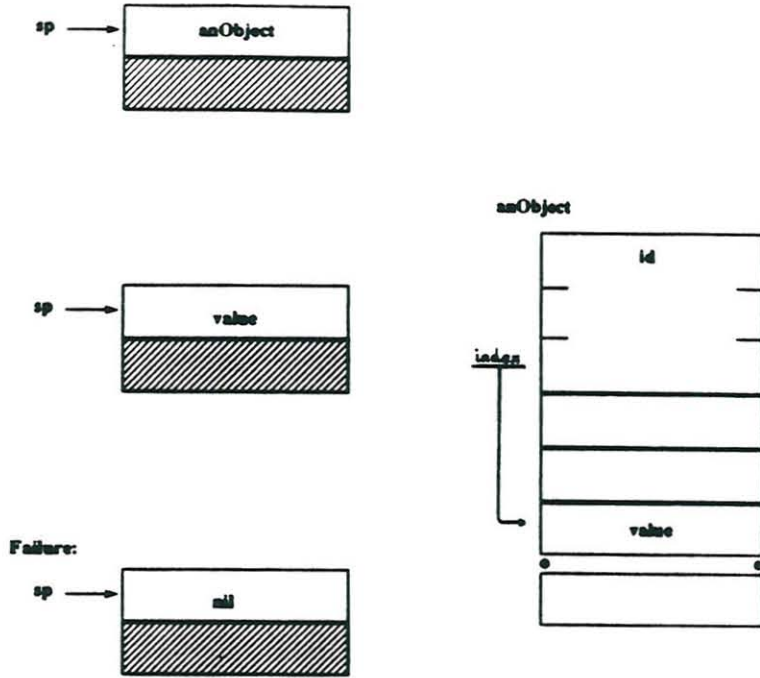 sp
anObject
anObject
id
sp
value
index
value
Failure:
sp
nil